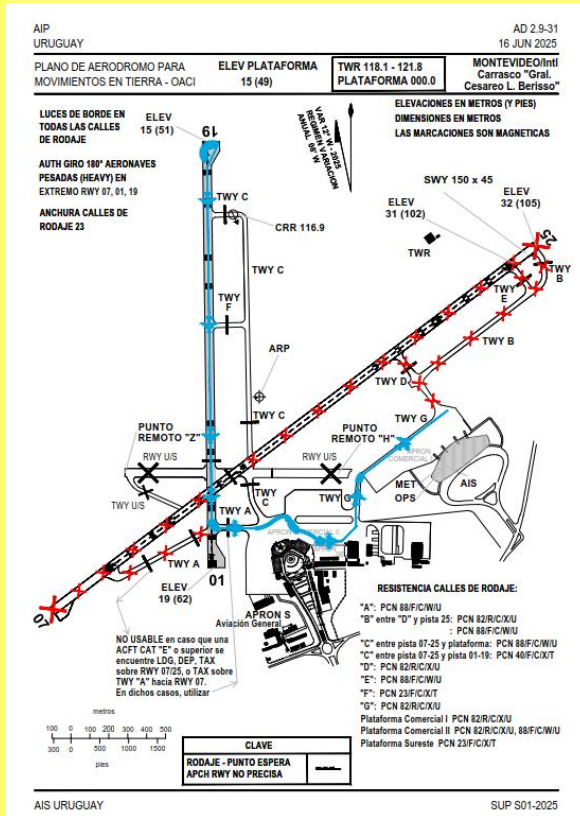 AIP
URUGUAY
AD 2.9-31
16 JUN 2025
PLANO DE AERODROMO PARA
MOVIMIENTOS EN TIERRA - OACI
ELEV PLATAFORMA
15 (49)
TWR 118.1 - 121.8
PLATAFORMA 000.0
MONTEVIDEO/Intl
Carrasco "Gral.
Cesareo L. Berisso"
LUCES DE BORDE EN
TODAS LAS CALLES
DE RODAJE
AUTH GIRO 180° AERONAVES
PESADAS (HEAVY) EN
EXTREMO RWY 07, 01, 19
ANCHURA CALLES DE
RODAJE 23
ELEV
15 (51)
19
VAR 12° W - 2025
REGIMEN VARIACION
ANUAL 08' W
ELEVACIONES EN METROS (Y PIES)
DIMENSIONES EN METROS
LAS MARCACIONES SON MAGNETICAS
SWY 150 x 45
ELEV
31 (102)
ELEV
32 (105)
25
TWR
TWY C
CRR 116.9
TWY C
TWY
F
TWY
E
TWY
B
TWY B
ARP
TWY D
TWY C
TWY G
PUNTO
REMOTO "Z"
PUNTO
REMOTO "H"
RWY U/S
RWY U/S
APRON
COMERCIAL I
MET
OPS
AIS
TWY U/S
TWY
C
TWY G
TWY A
APRON COMERCIAL II
TWY A
ELEV
19 (62)
01
07
APRON S
Aviación General
NO USABLE en caso que una
ACFT CAT "E" o superior se
encuentre LDG, DEP, TAX
sobre RWY 07/25, o TAX sobre
TWY "A" hacia RWY 07.
En dichos casos, utilizar
RESISTENCIA CALLES DE RODAJE:
"A": PCN 88/F/C/W/U
"B" entre "D" y pista 25: PCN 82/R/C/X/U
: PCN 88/F/C/W/U
"C" entre pista 07-25 y plataforma: PCN 88/F/C/W/U
"C" entre pista 07-25 y pista 01-19: PCN 40/F/C/X/T
"D": PCN 82/R/C/X/U
"E": PCN 88/F/C/W/U
"F": PCN 23/F/C/X/T
"G": PCN 82/R/C/X/U
Plataforma Comercial I PCN 82/R/C/X/U
Plataforma Comercial II PCN 82/R/C/X/U, 88/F/C/W/U
Plataforma Sureste PCN 23/F/C/X/T
metros
100 0 100 200 300 400 500
300 0 500 1000 1500
pies
CLAVE
RODAJE - PUNTO ESPERA
APCH RWY NO PRECISA
AIS URUGUAY
SUP S01-2025